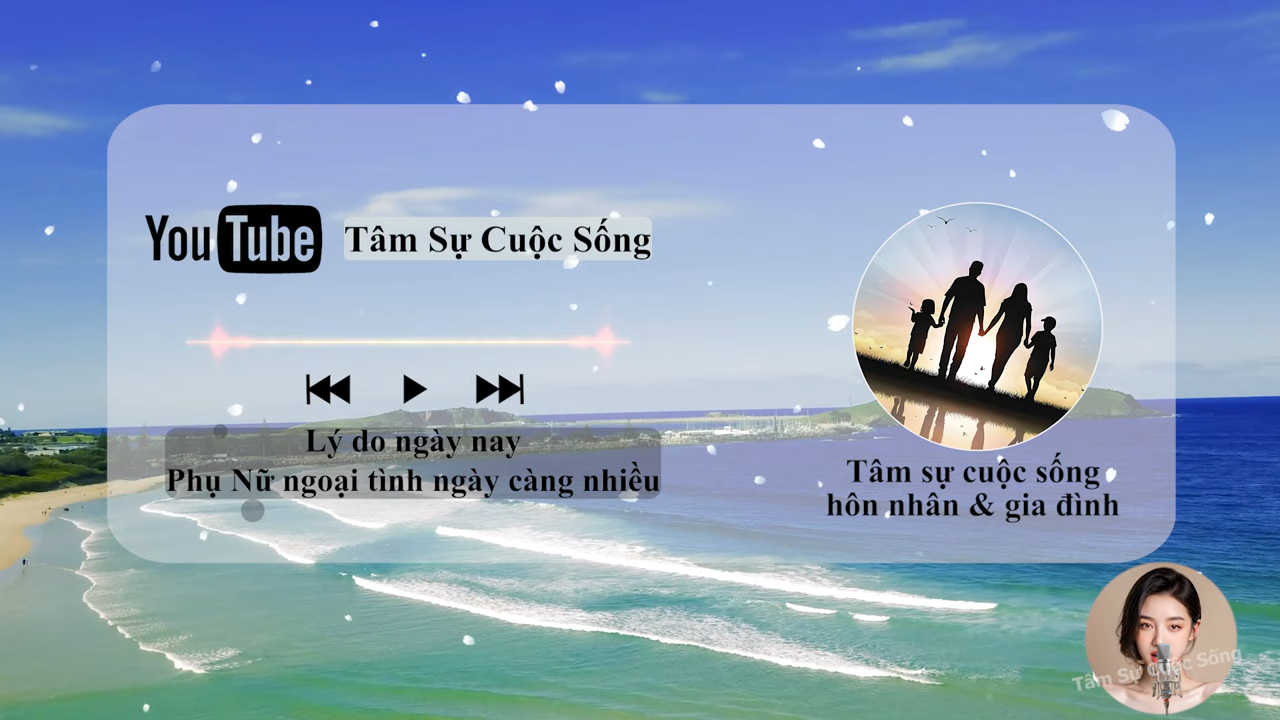 YouTube
Tâm Sự Cuộc Sống
Lý do ngày nay
Phụ Nữ ngoại tình ngày càng nhiều
Tâm sự cuộc sống
hôn nhân & gia đình
Tâm Sự Cuộc Sống